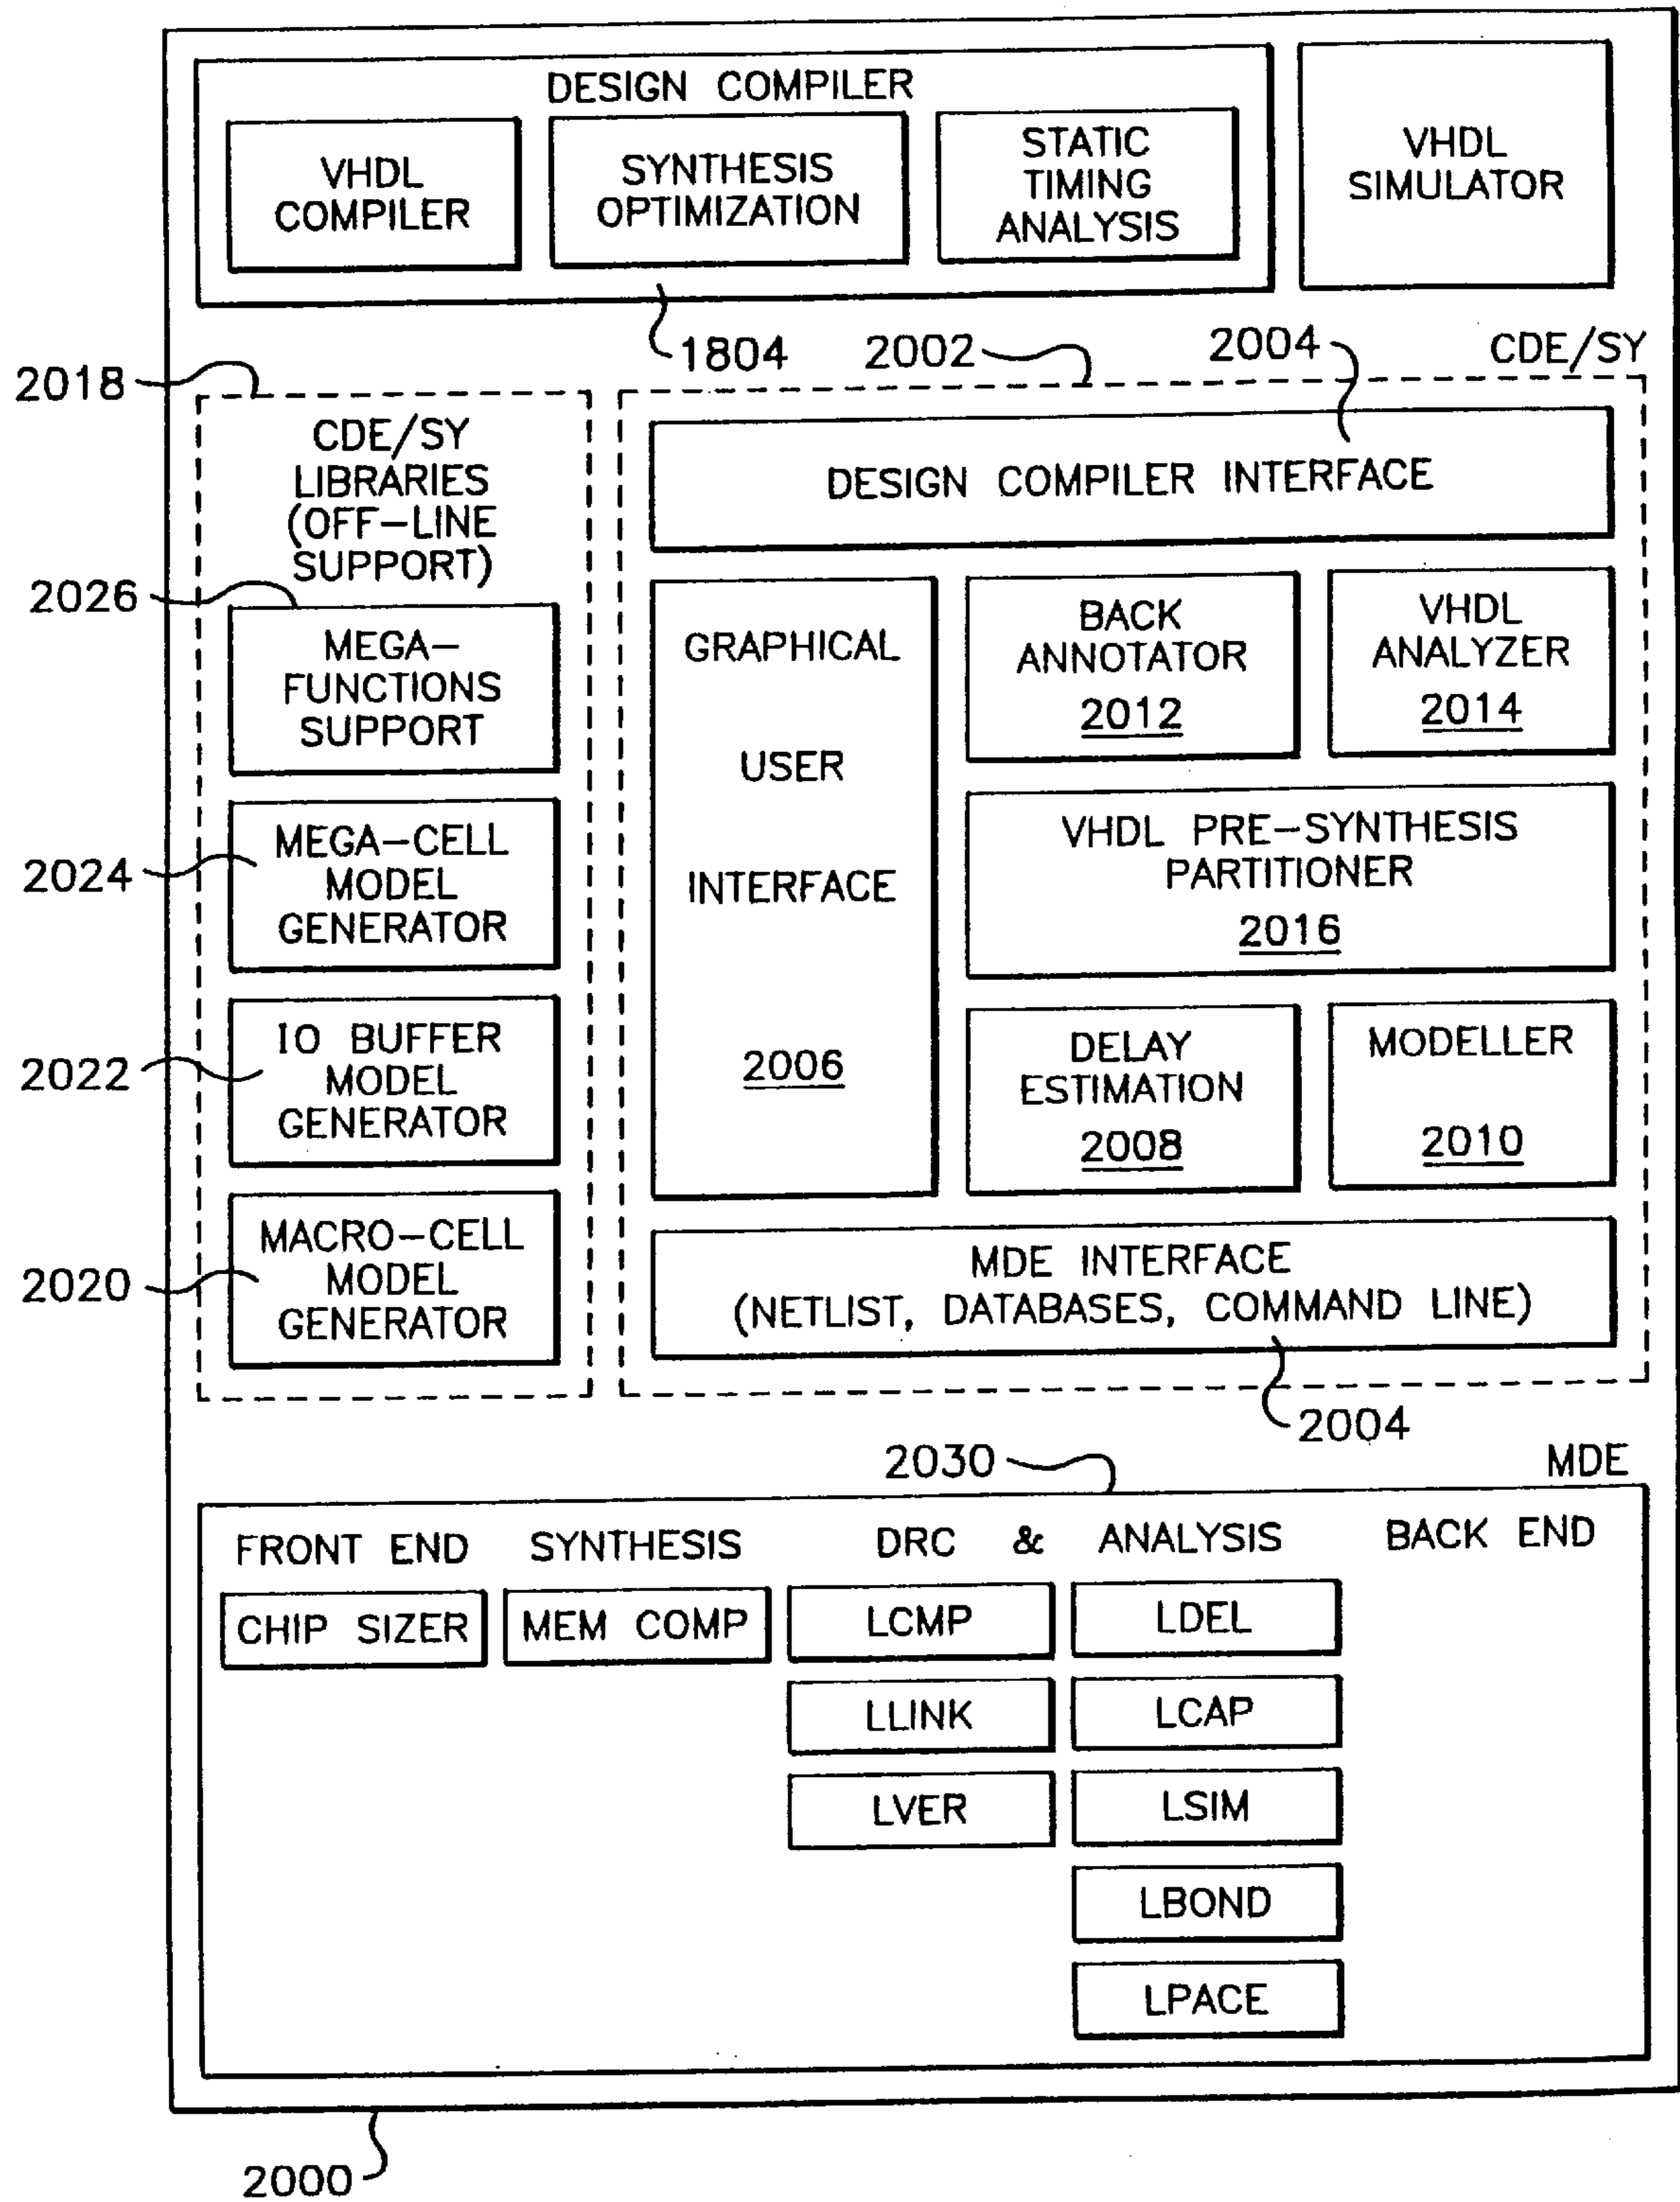 DESIGN COMPILER
VHDL
COMPILER
SYNTHESIS
OPTIMIZATION
STATIC
TIMING
ANALYSIS
VHDL
SIMULATOR
1804
2002
2004
CDE/SY
2018
CDE/SY
LIBRARIES
(OFF-LINE
SUPPORT)
2026
MEGA-
FUNCTIONS
SUPPORT
2024
MEGA-CELL
MODEL
GENERATOR
2022
IO BUFFER
MODEL
GENERATOR
2020
MACRO-CELL
MODEL
GENERATOR
DESIGN COMPILER INTERFACE
GRAPHICAL
USER
INTERFACE
2006
BACK
ANNOTATOR
2012
VHDL
ANALYZER
2014
VHDL PRE-SYNTHESIS
PARTITIONER
2016
DELAY
ESTIMATION
2008
MODELLER
2010
MDE INTERFACE
(NETLIST, DATABASES, COMMAND LINE)
2004
2030
MDE
FRONT END SYNTHESIS DRC & ANALYSIS BACK END
CHIP SIZER MEM COMP LCMP LDEL
LLINK LCAP
LVER LSIM
LBOND
LPACE
2000